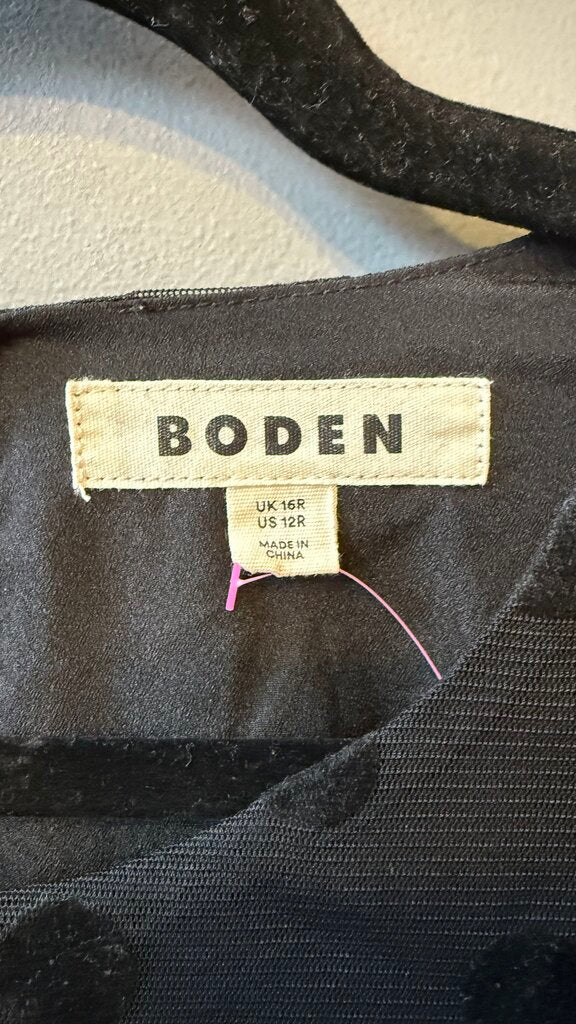 BODEN
UK 16R
US 12R
MADE IN
CHINA